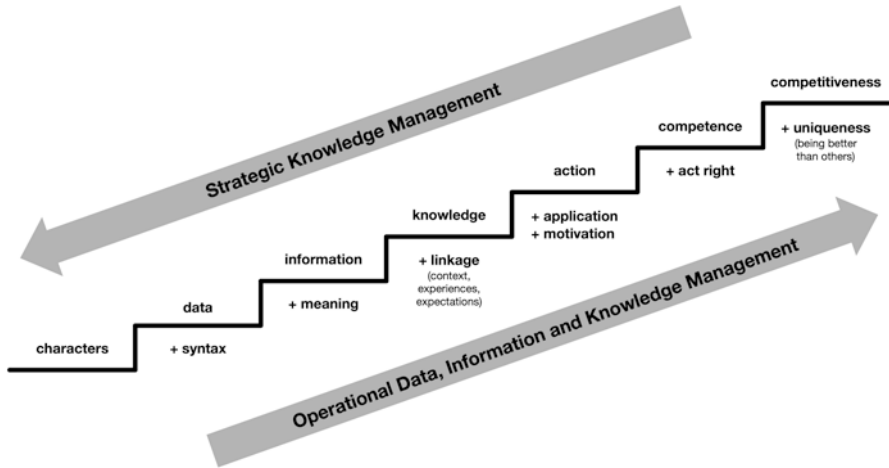 Strategic Knowledge Management
competitiveness
+ uniqueness
(being better
than others)
competence
+ act right
action
+ application
+ motivation
knowledge
+ linkage
(context,
experiences,
expectations)
information
+ meaning
data
+ syntax
characters
Operational Data, Information and Knowledge Management